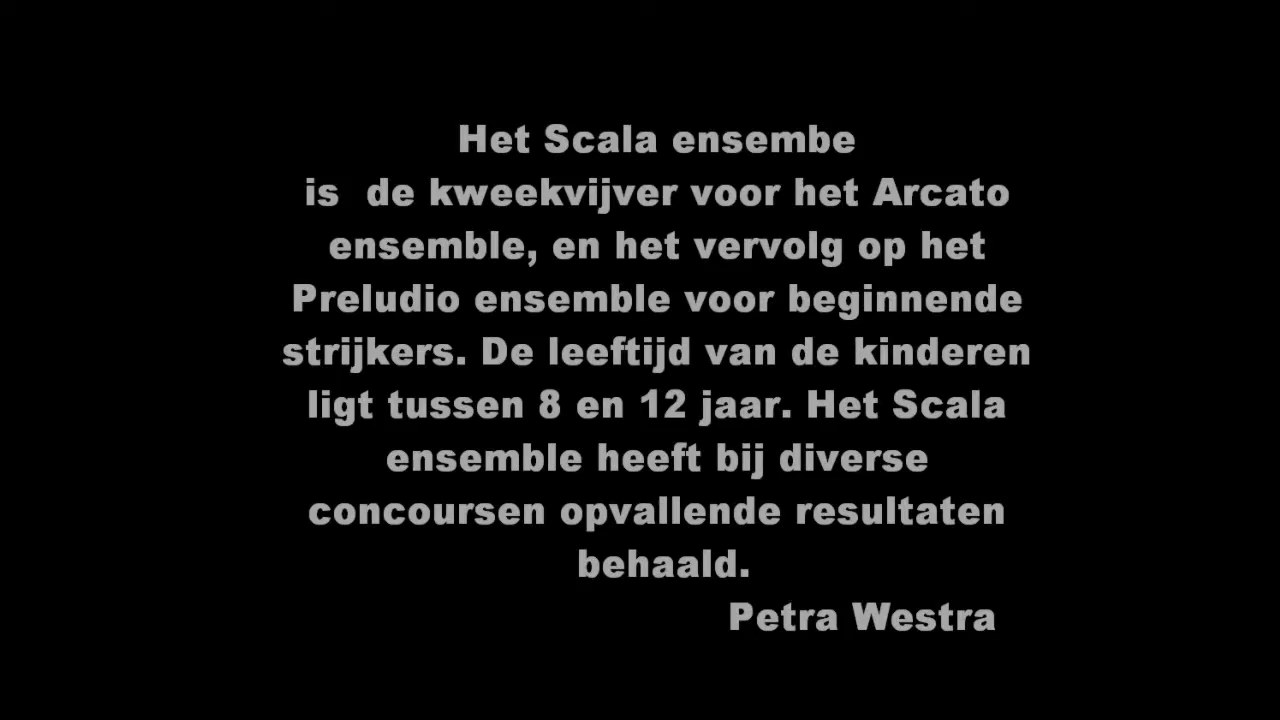 Het Scala ensembe
is  de kweekvijver voor het Arcato
ensemble, en het vervolg op het
Preludio ensemble voor beginnende
strijkers. De leeftijd van de kinderen
ligt tussen 8 en 12 jaar. Het Scala
ensemble heeft bij diverse
concoursen opvallende resultaten
behaald.
Petra Westra